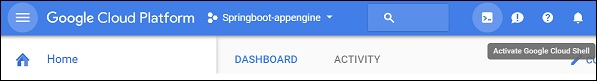 Google Cloud Platform Springboot-appengine
Activate Google Cloud Shell
Home DASHBOARD ACTIVITY